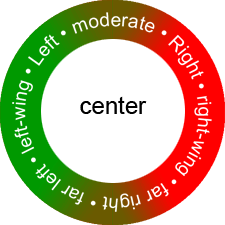 far left • left-wing • Left • moderate • Right • right-wing • far right •
center